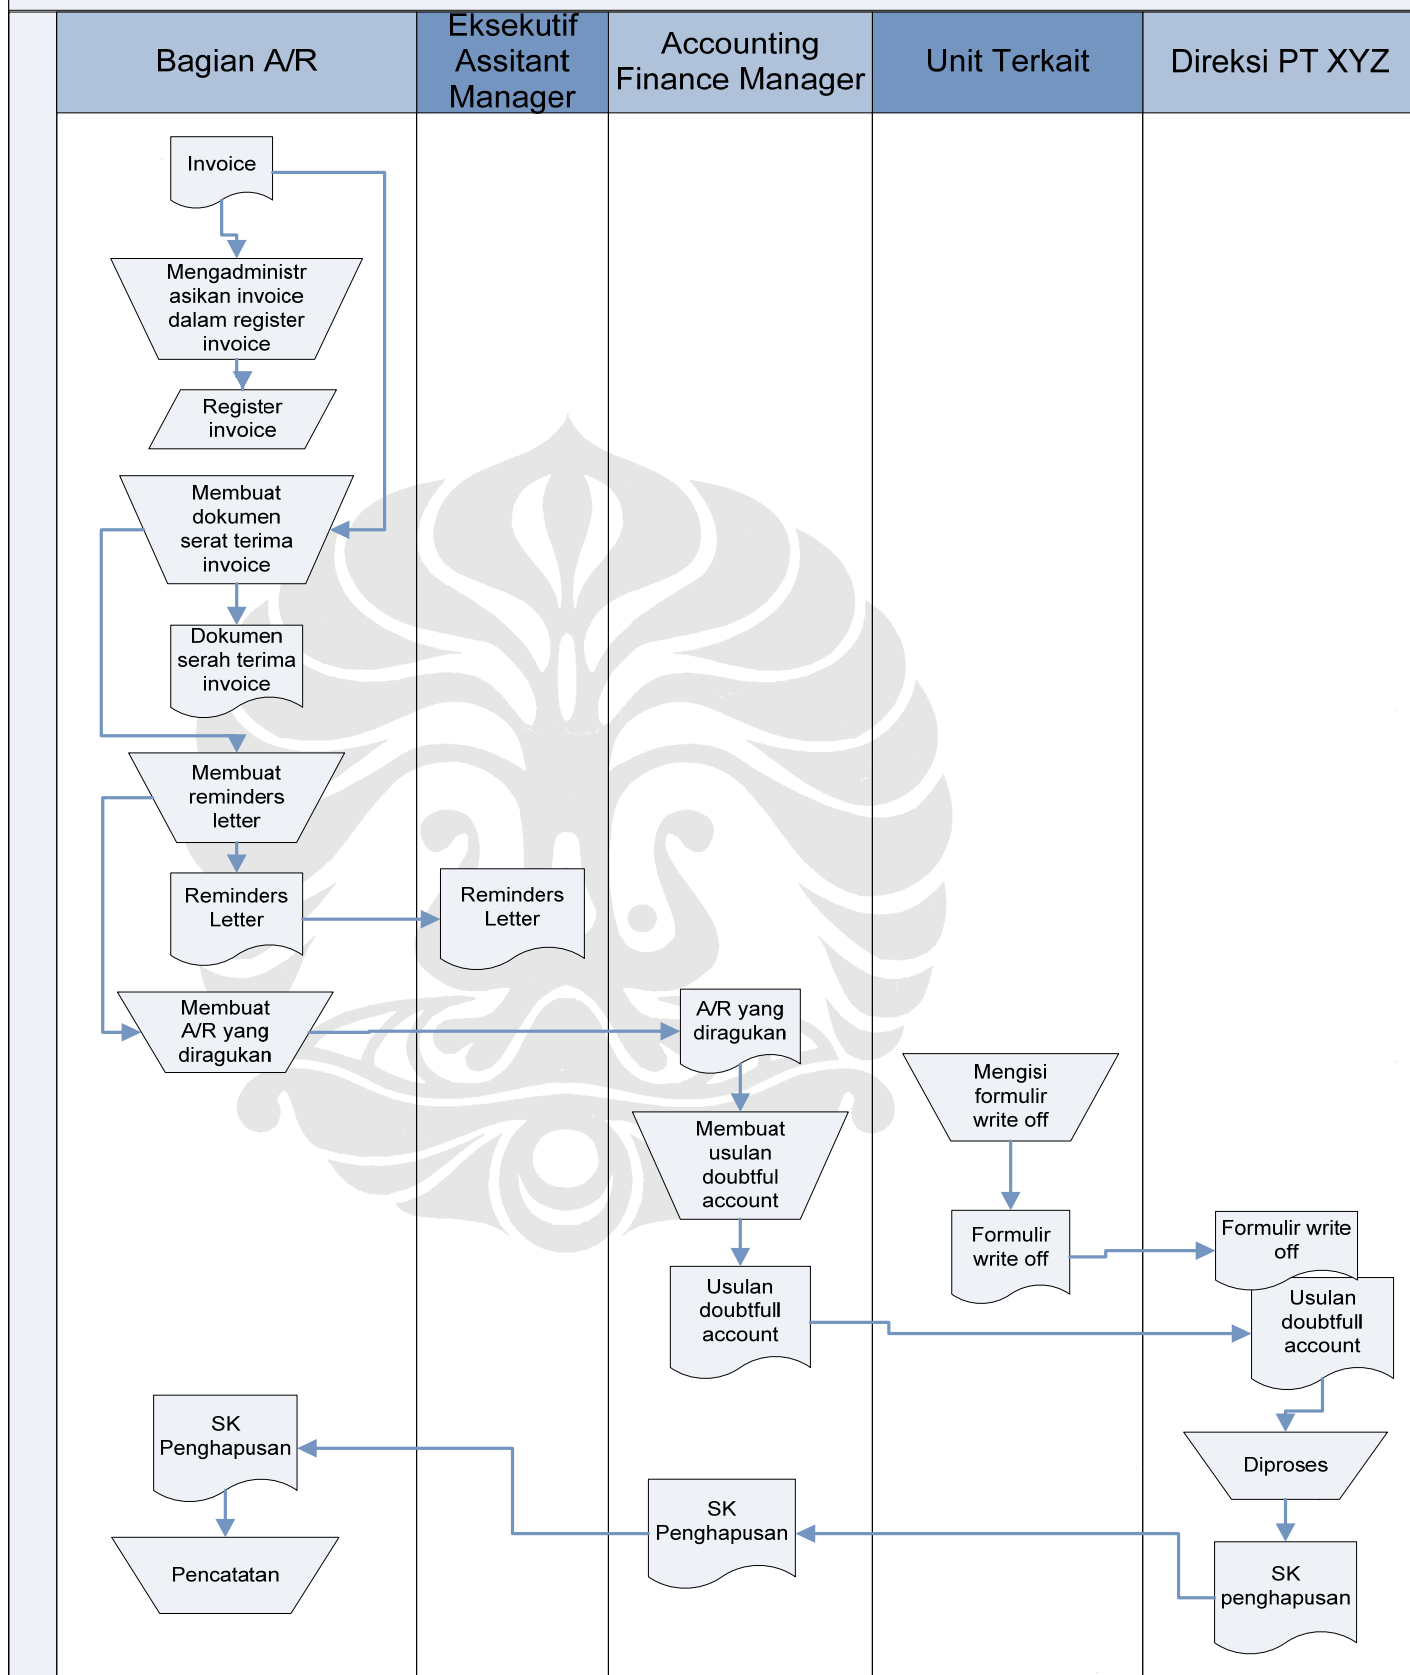 Bagian A/R
Eksekutif
Assitant
Manager
Accounting
Finance Manager
Unit Terkait
Direksi PT XYZ
Invoice
Mengadministr
asikan invoice
dalam register
invoice
Register
invoice
Membuat
dokumen
serat terima
invoice
Dokumen
serah terima
invoice
Membuat
reminders
letter
Reminders
Letter
Reminders
Letter
Membuat
A/R yang
diragukan
A/R yang
diragukan
Membuat
usulan
doubtful
account
Usulan
doubtfull
account
Mengisi
formulir
write off
Formulir
write off
Formulir write
off
Usulan
doubtfull
account
Diproses
SK
penghapusan
SK
Penghapusan
SK
Penghapusan
Pencatatan